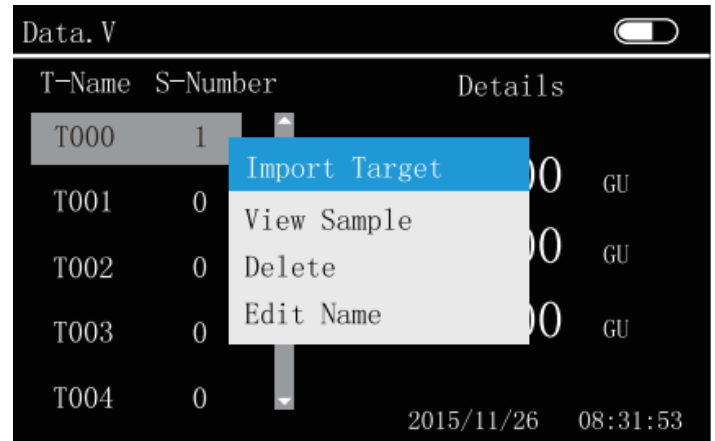 Data.V
T-Name S-Number Details
T000 1
Import Target
T001 0 GU
View Sample
T002 0 GU
Delete
Edit Name
T003 0 GU
T004 0
2015/11/26 08:31:53